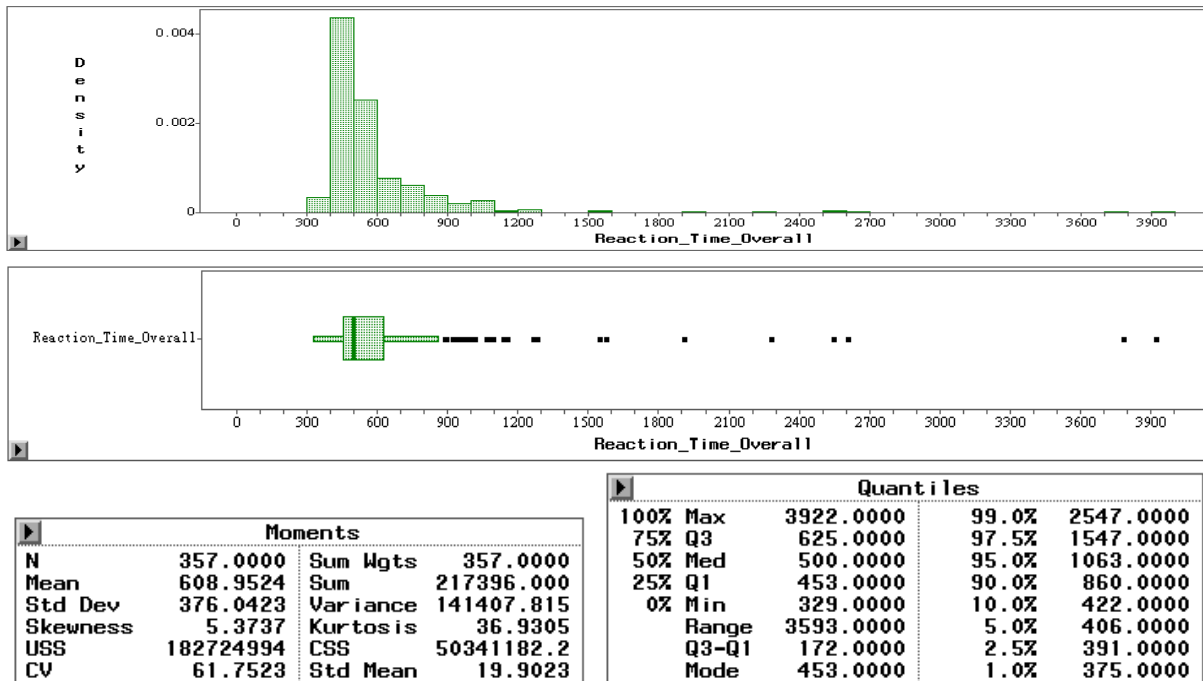 0.004
Density
0.002
0
0 300 600 900 1200 1500 1800 2100 2400 2700 3000 3300 3600 3900
Reaction_Time_Overall
Reaction_Time_Overall
0 300 600 900 1200 1500 1800 2100 2400 2700 3000 3300 3600 3900
Reaction_Time_Overall
Moments
N 357.0000 Sum Wgts 357.0000
Mean 608.9524 Sum 217396.000
Std Dev 376.0423 Variance 141407.815
Skewness 5.3737 Kurtosis 36.9305
USS 182724994 CSS 50341182.2
CV 61.7523 Std Mean 19.9023
Quantiles
100% Max 3922.0000 99.0% 2547.0000
75% Q3 625.0000 97.5% 1547.0000
50% Med 500.0000 95.0% 1063.0000
25% Q1 453.0000 90.0% 860.0000
0% Min 329.0000 10.0% 422.0000
Range 3593.0000 5.0% 406.0000
Q3-Q1 172.0000 2.5% 391.0000
Mode 453.0000 1.0% 375.0000